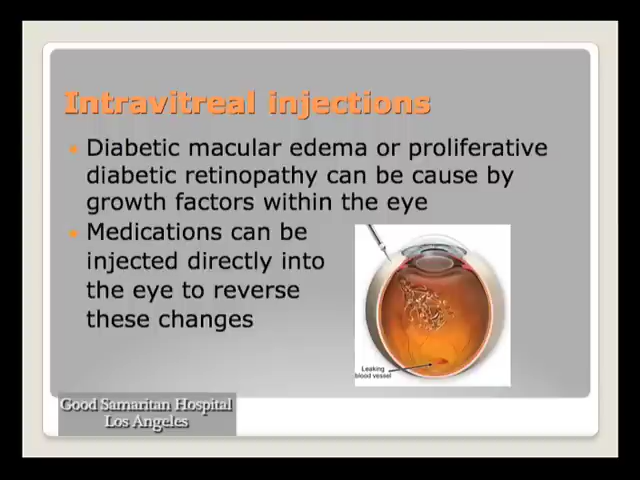 Intravitreal injections
Diabetic macular edema or proliferative
diabetic retinopathy can be cause by
growth factors within the eye
Medications can be
injected directly into
the eye to reverse
these changes
Leaking
blood vessel
Good Samaritan Hospital
Los Angeles